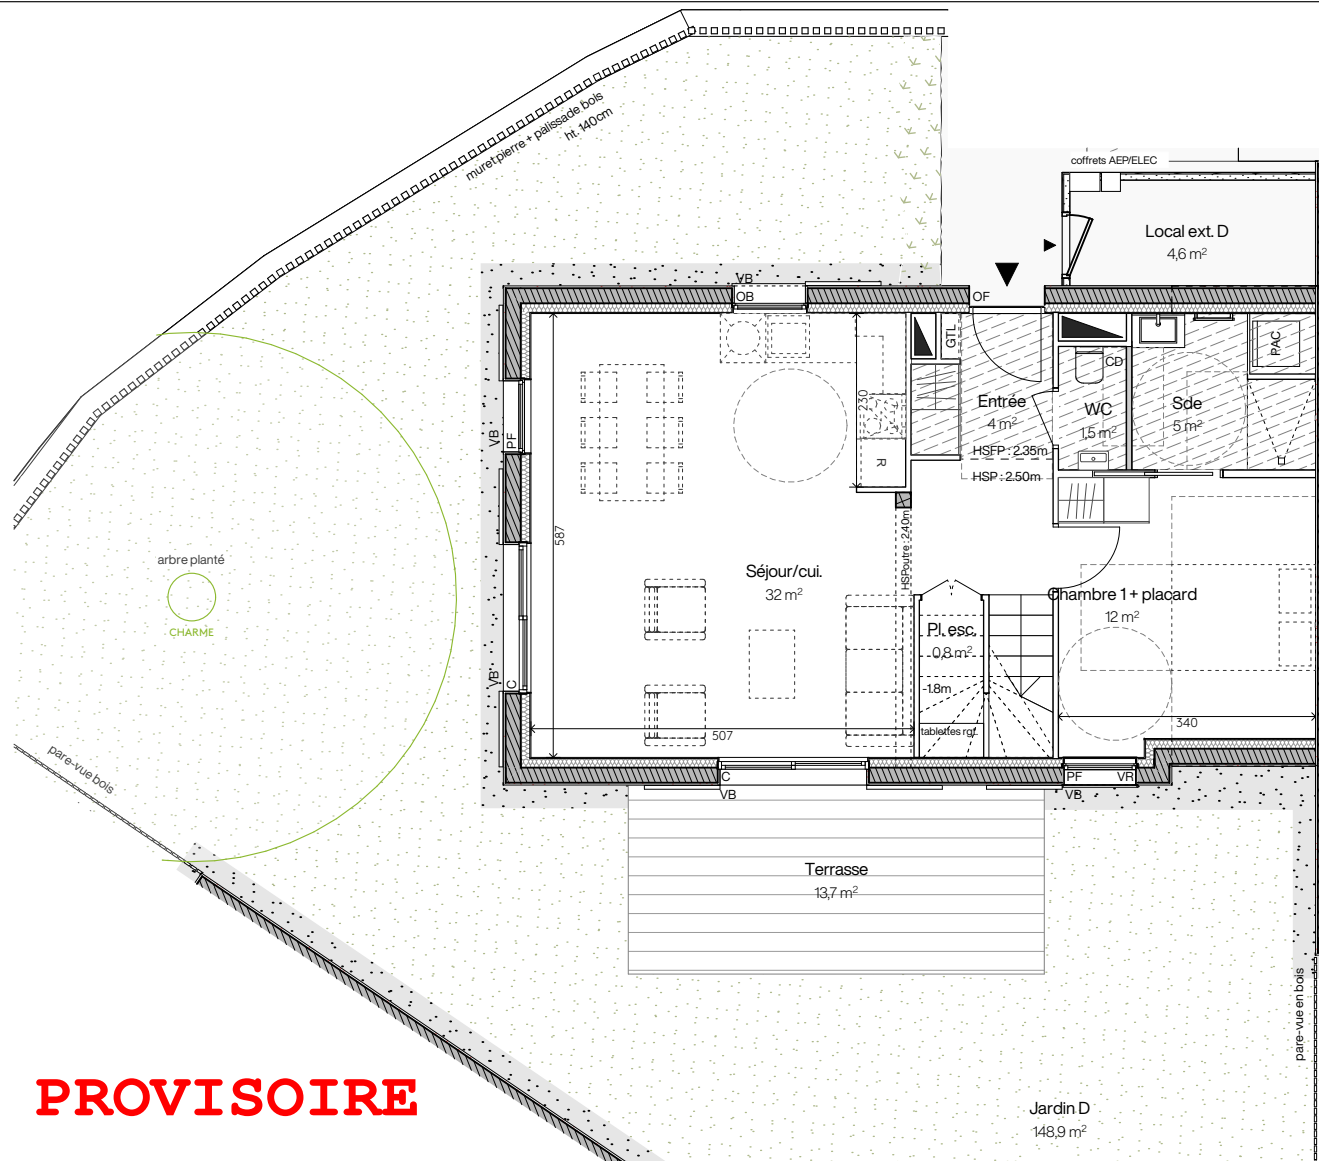 muret pierre + palissade bois
ht. 140cm
coffrets AEP/ELEC
Local ext. D
4,6 m²
VB
OB
OF
GTL
CD
PAC
Entrée
4 m²
HSFP : 2.35m
HSP : 2.50m
WC
1,5 m²
Sde
5 m²
VB
PF
230
R
587
HSPoutre : 2.40m
arbre planté
CHARME
Séjour/cui.
32 m²
Chambre 1 + placard
12 m²
Pl. esc.
0,8 m²
-1.8m
tablettes rgt.
VB
C
507
340
C
VB
PF
VR
VB
pare-vue bois
Terrasse
13,7 m²
pare-vue en bois
PROVISOIRE
Jardin D
148,9 m²